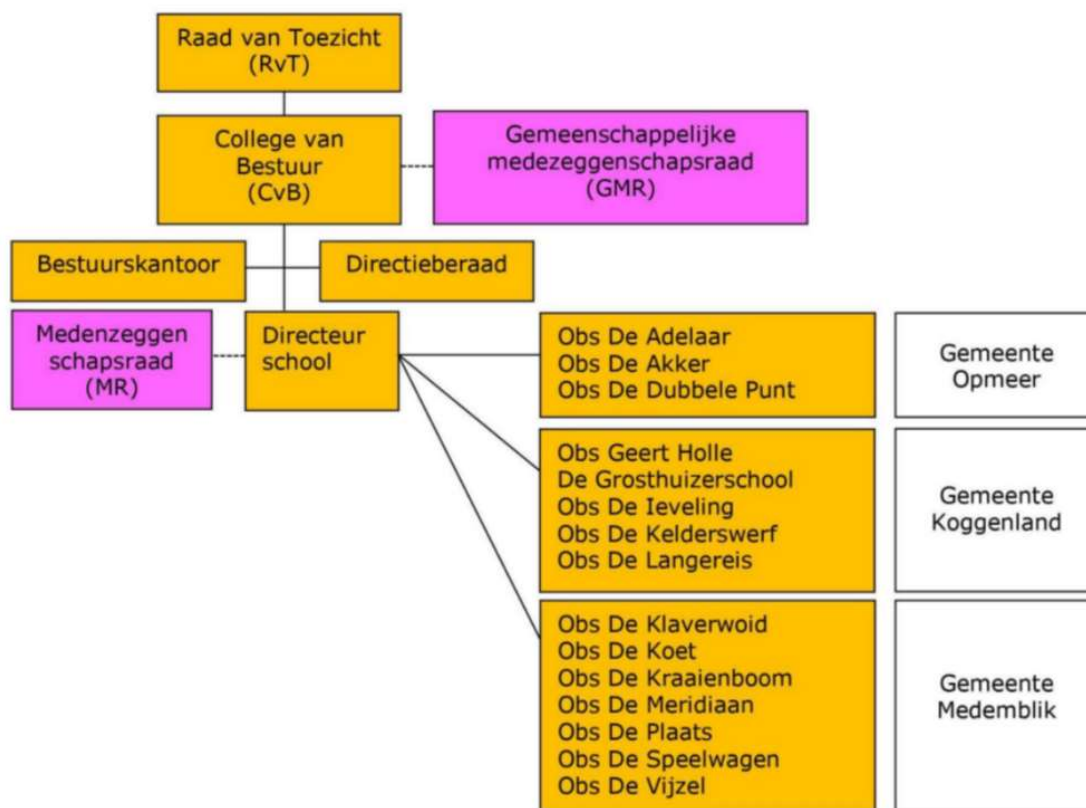 Raad van Toezicht
(RvT)
College van
Bestuur
(CvB)
Gemeenschappelijke
medezeggenschapsraad
(GMR)
Bestuurskantoor
Directieberaad
Medenzeggen
schapsraad
(MR)
Directeur
school
Obs De Adelaar
Obs De Akker
Obs De Dubbele Punt
Gemeente
Opmeer
Obs Geert Holle
De Grosthuizerschool
Obs De Ieveling
Obs De Kelderswerf
Obs De Langereis
Gemeente
Koggenland
Obs De Klaverwoid
Obs De Koet
Obs De Kraaienboom
Obs De Meridiaan
Obs De Plaats
Obs De Speelwagen
Obs De Vijzel
Gemeente
Medemblik